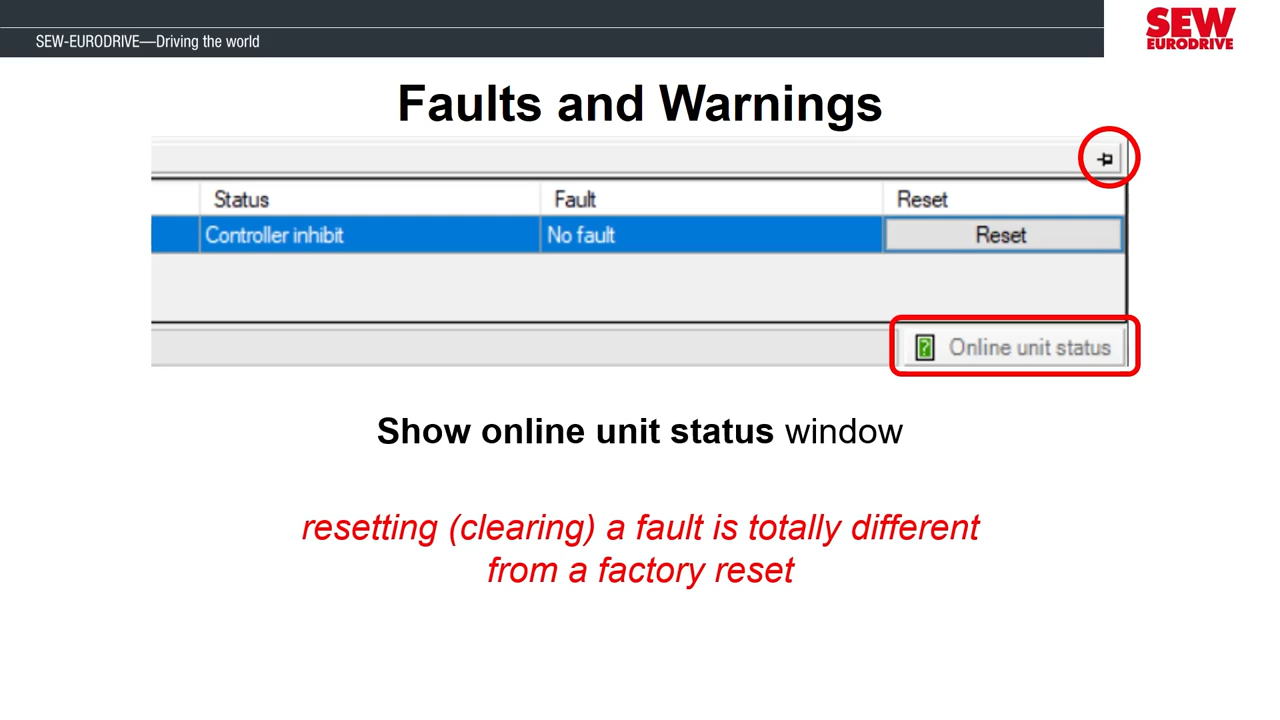 SEW-EURODRIVE—Driving the world
SEW
EURODRIVE
Faults and Warnings
Status Fault Reset
Controller inhibit No fault Reset
Online unit status
Show online unit status window
resetting (clearing) a fault is totally different
from a factory reset